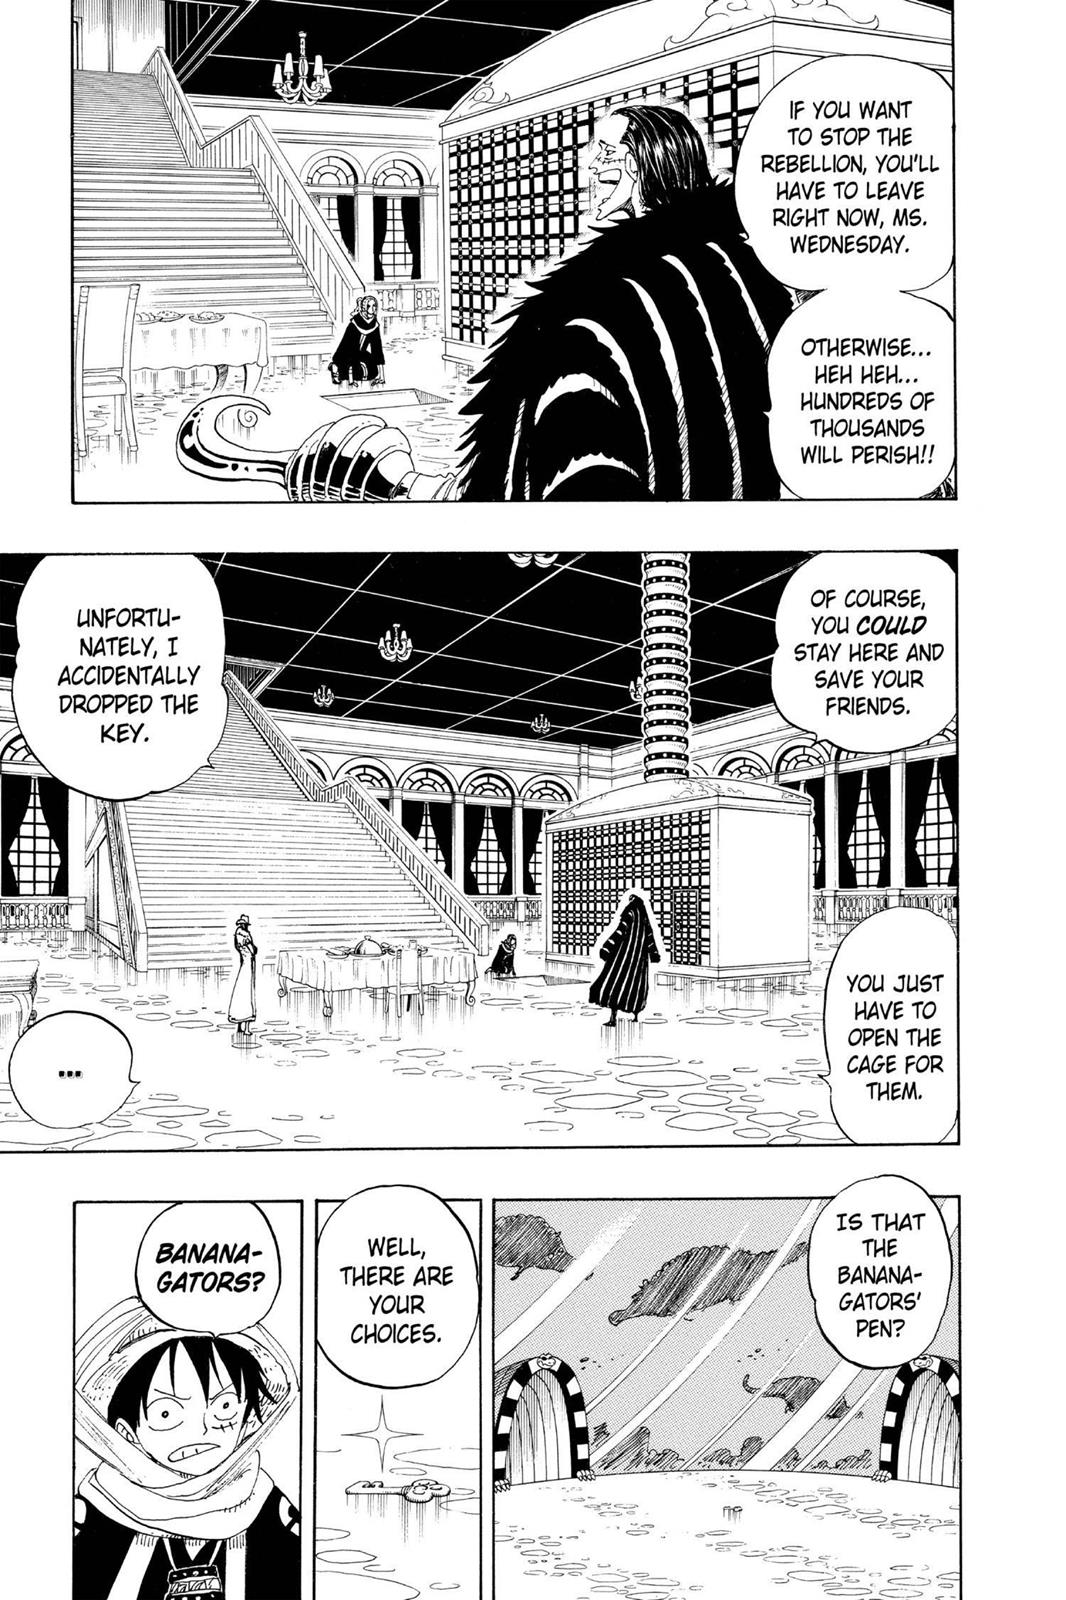 IF YOU WANT
TO STOP THE
REBELLION, YOU'LL
HAVE TO LEAVE
RIGHT NOW, MS.
WEDNESDAY.
OTHERWISE...
HEH HEH...
HUNDREDS OF
THOUSANDS
WILL PERISH!!
OF COURSE,
YOU COULD
STAY HERE AND
SAVE YOUR
FRIENDS.
YOU JUST
HAVE TO
OPEN THE
CAGE FOR
THEM.
UNFORTU-
NATELY, I
ACCIDENTALLY
DROPPED THE
KEY.
...
IS THAT
THE
BANANA-
GATORS'
PEN?
WELL,
THERE ARE
YOUR
CHOICES.
BANANA-
GATORS?